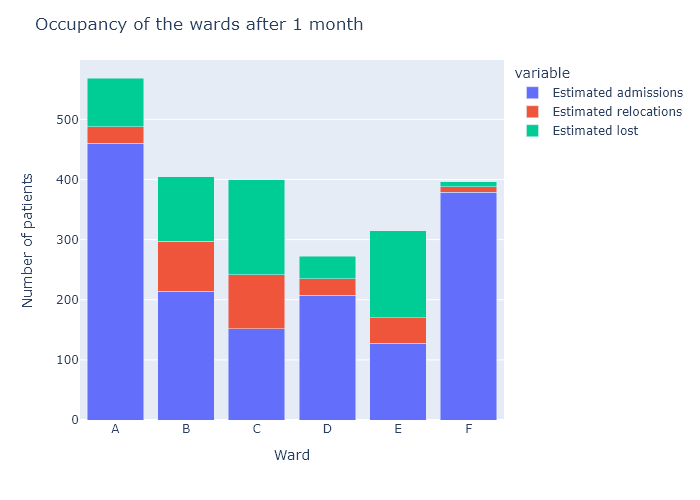 Occupancy of the wards after 1 month
variable
Estimated admissions
Estimated relocations
Estimated lost
Number of patients
500
400
300
200
100
0
A B C D E F
Ward